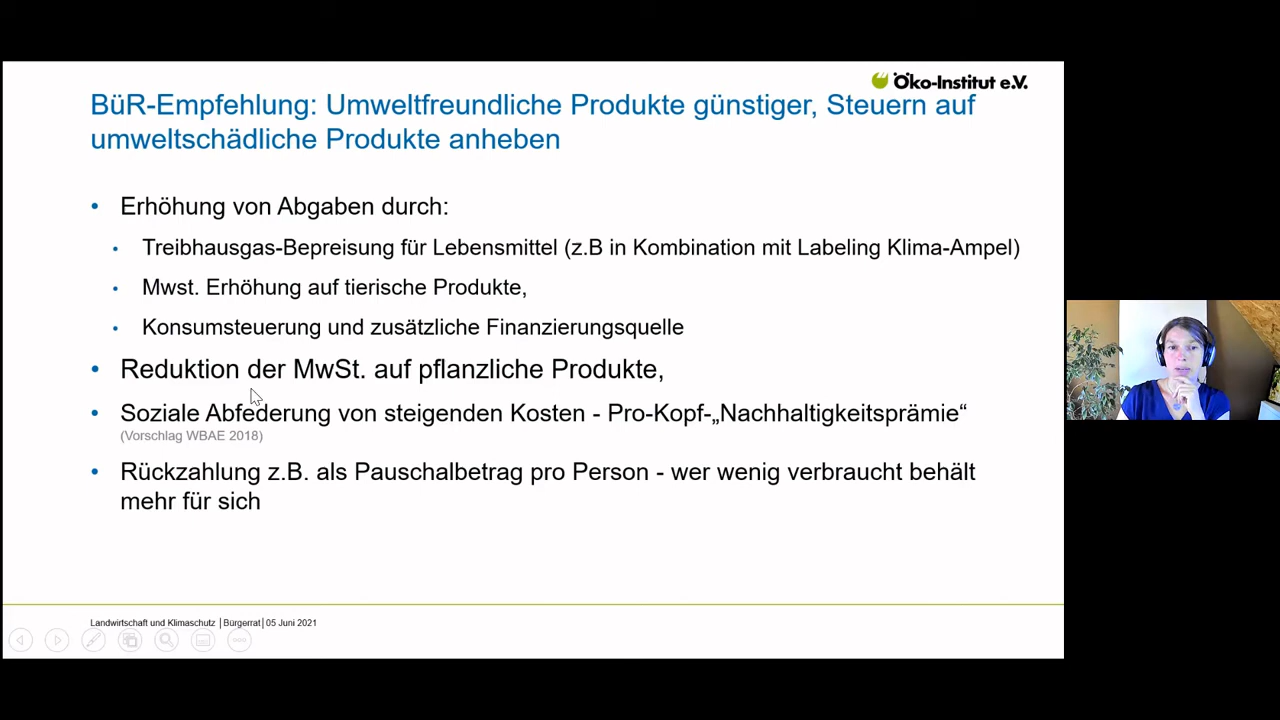 Öko-Institut e.V.
BüR-Empfehlung: Umweltfreundliche Produkte günstiger, Steuern auf
umweltschädliche Produkte anheben
• Erhöhung von Abgaben durch:
• Treibhausgas-Bepreisung für Lebensmittel (z.B in Kombination mit Labeling Klima-Ampel)
• Mwst. Erhöhung auf tierische Produkte,
• Konsumsteuerung und zusätzliche Finanzierungsquelle
• Reduktion der MwSt. auf pflanzliche Produkte,
• Soziale Abfederung von steigenden Kosten - Pro-Kopf-„Nachhaltigkeitsprämie“
(Vorschlag WBAE 2018)
• Rückzahlung z.B. als Pauschalbetrag pro Person - wer wenig verbraucht behält
mehr für sich
Landwirtschaft und Klimaschutz │Bürgerrat│05 Juni 2021